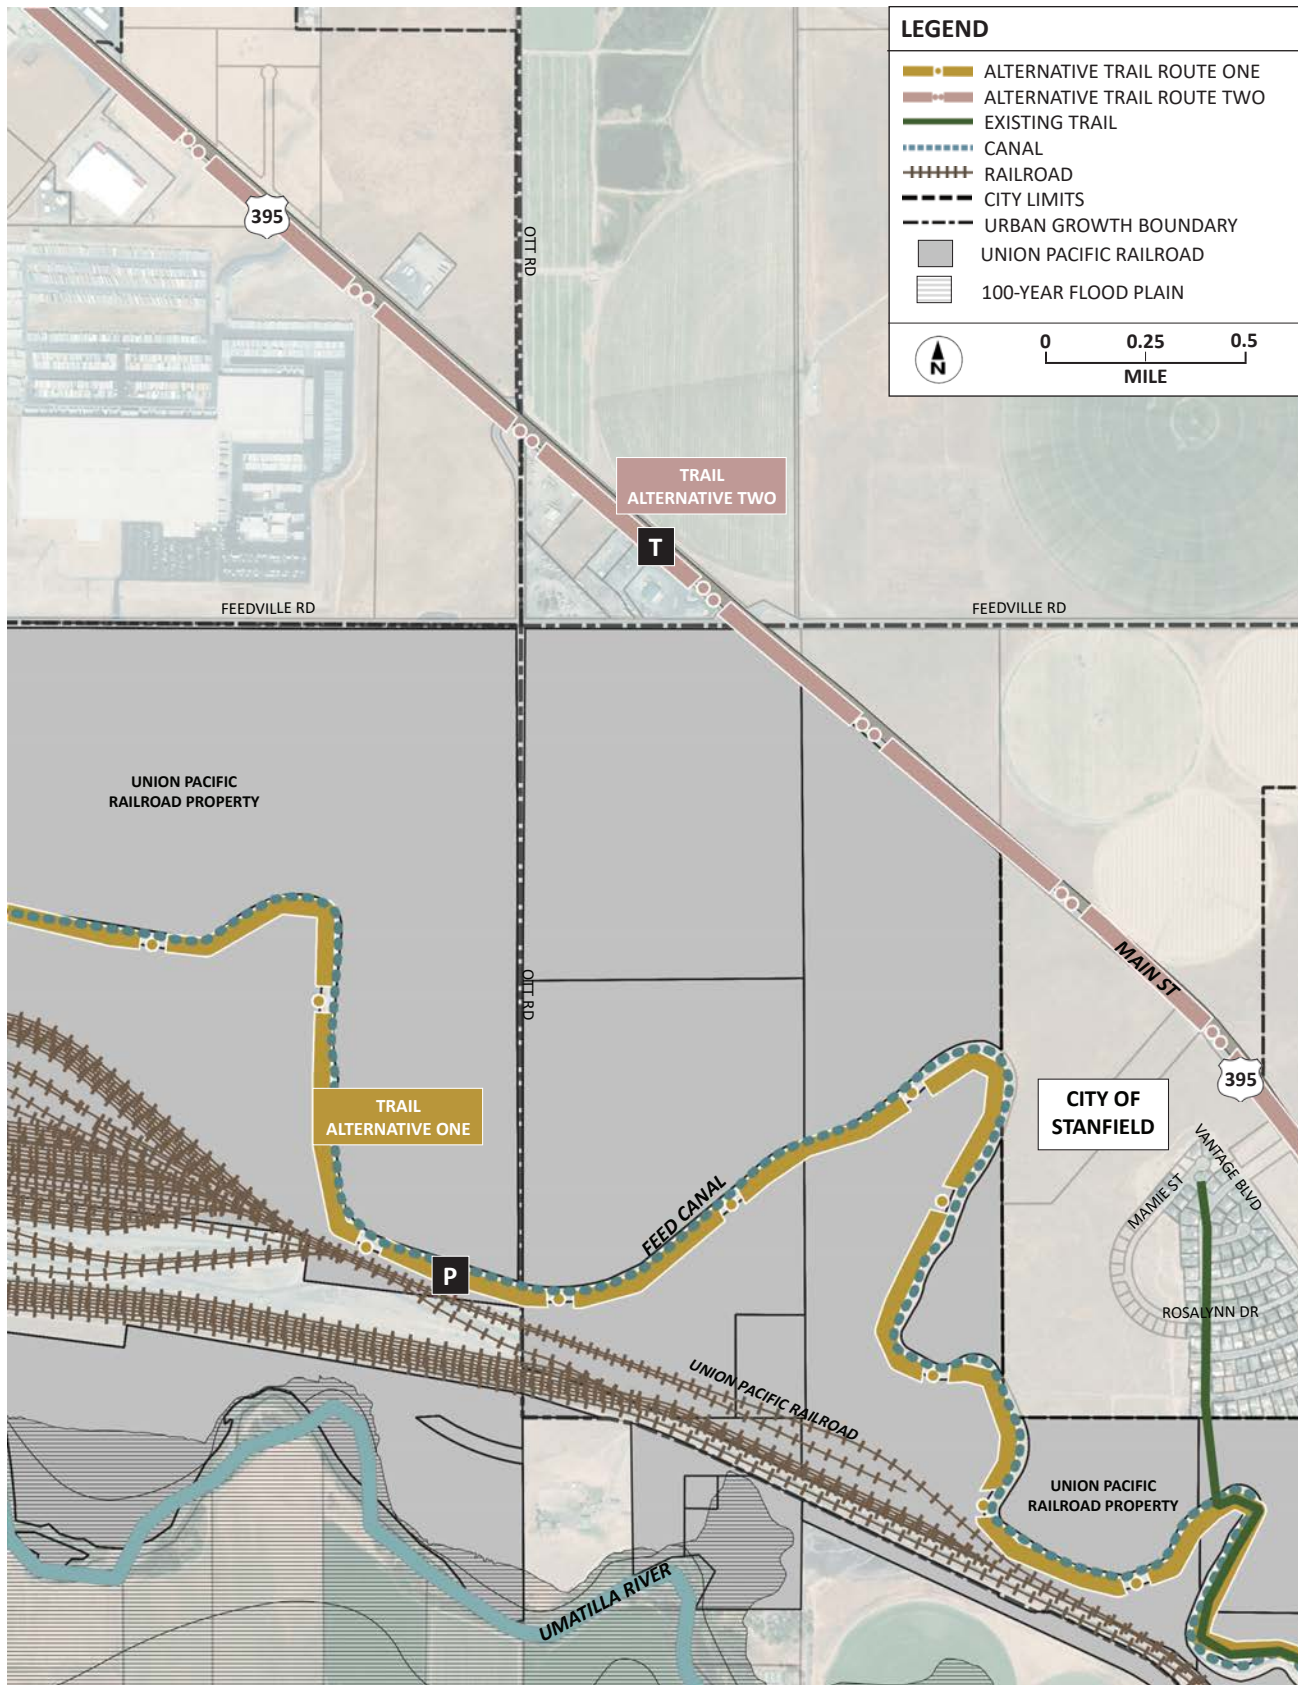 LEGEND
ALTERNATIVE TRAIL ROUTE ONE
ALTERNATIVE TRAIL ROUTE TWO
EXISTING TRAIL
CANAL
RAILROAD
CITY LIMITS
URBAN GROWTH BOUNDARY
UNION PACIFIC RAILROAD
100-YEAR FLOOD PLAIN
0 0.25 0.5
MILE
N
395
OTT RD
TRAIL
ALTERNATIVE TWO
T
FEEDVILLE RD
FEEDVILLE RD
UNION PACIFIC
RAILROAD PROPERTY
OTT RD
MAIN ST
395
TRAIL
ALTERNATIVE ONE
CITY OF
STANFIELD
VANTAGE BLVD
MAMIE ST
FEED CANAL
P
ROSALYNN DR
UNION PACIFIC RAILROAD
UNION PACIFIC
RAILROAD PROPERTY
UMATILLA RIVER